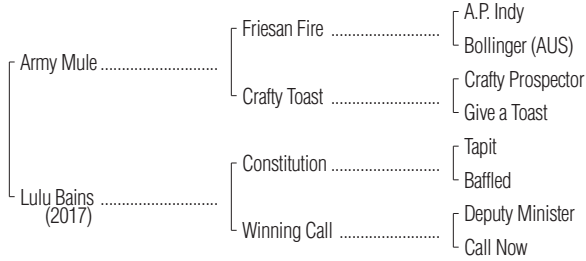 A.P. Indy
Friesan Fire ................................
Bollinger (AUS)
Army Mule ...................................
Crafty Prospector
Crafty Toast ................................
Give a Toast
Tapit
Constitution ................................
Baffled
Lulu Bains ...................................
(2017)
Deputy Minister
Winning Call ..............................
Call Now